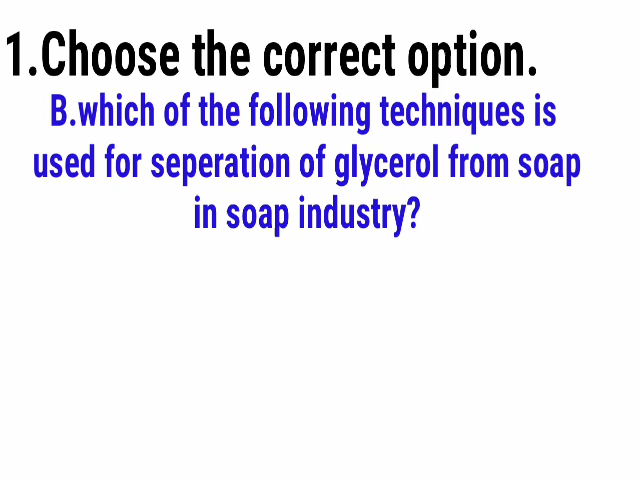 1.Choose the correct option.
B.which of the following techniques is
used for seperation of glycerol from soap
in soap industry?